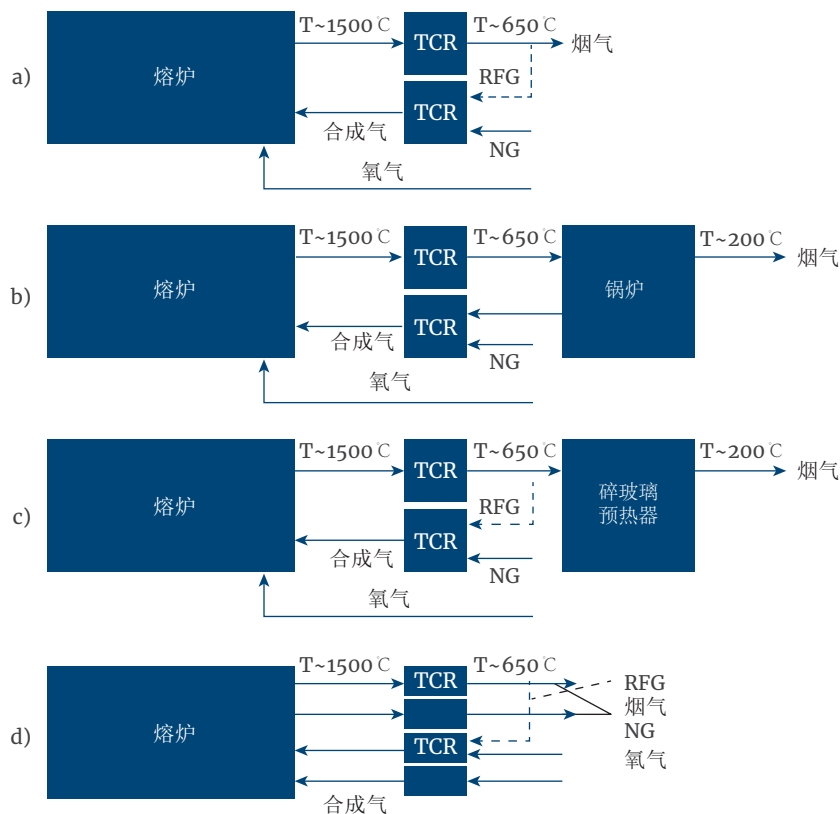 a)
熔炉
T~1500℃
TCR
T~650℃
烟气
RFG
TCR
合成气
NG
氧气
b)
熔炉
T~1500℃
TCR
T~650℃
锅炉
T~200℃
烟气
TCR
合成气
NG
氧气
c)
熔炉
T~1500℃
TCR
T~650℃
碎玻璃
预热器
T~200℃
烟气
RFG
TCR
合成气
NG
氧气
d)
熔炉
T~1500℃
TCR
T~650℃
RFG
烟气
NG
氧气
TCR
合成气